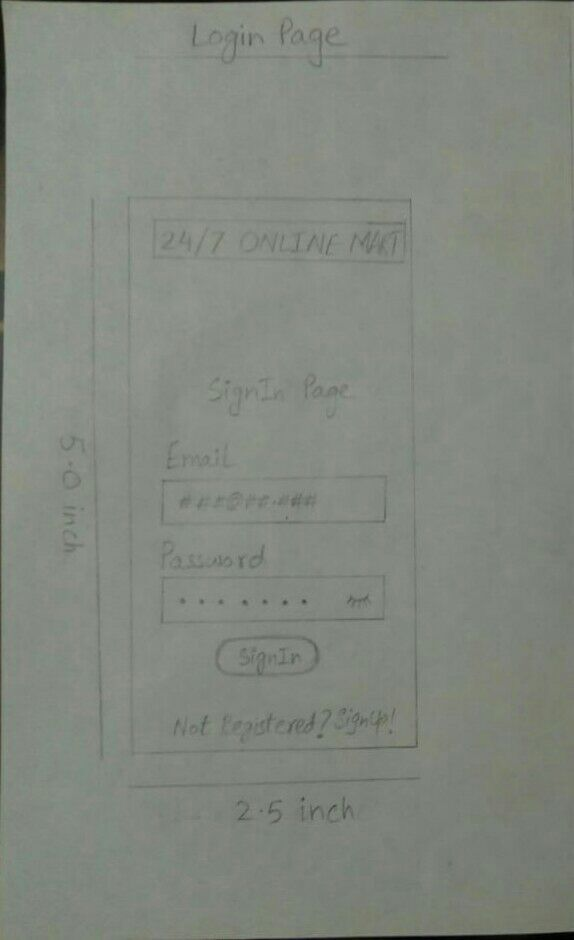 Login Page
24/7 ONLINE MART
SignIn Page
Email
###@##.###
Password
SignIn
Not Registered? SignUp!
5.0 inch
2.5 inch